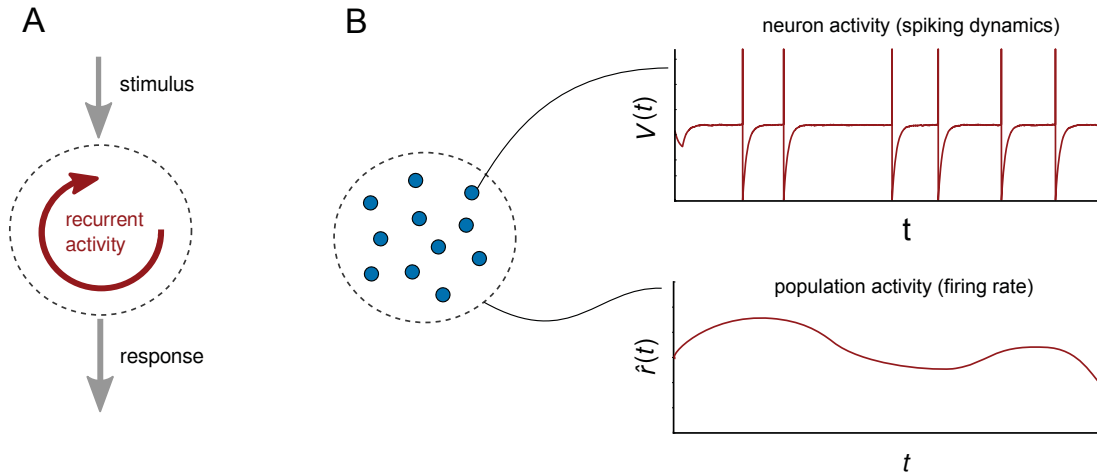 A
stimulus
recurrent
activity
response
B
neuron activity (spiking dynamics)
V(t)
t
population activity (firing rate)
r̂(t)
t